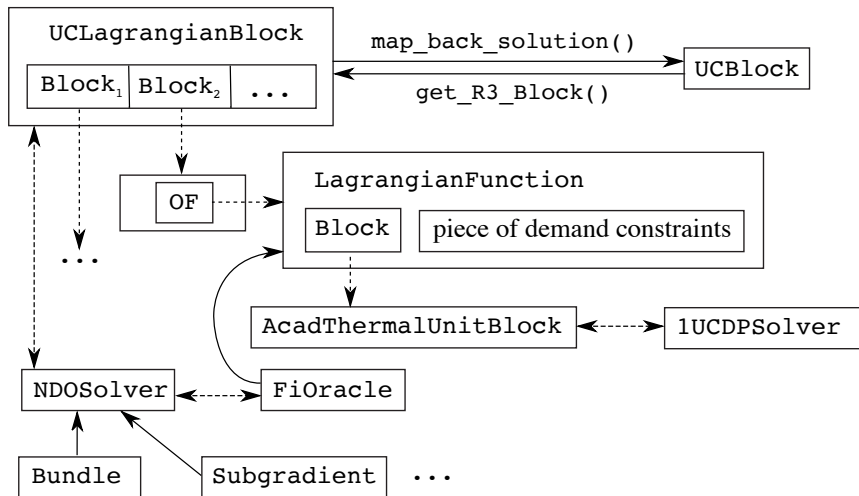 UCLagrangianBlock
map_back_solution()
Block₁ Block₂ ...
UCBlock
get_R3_Block()
LagrangianFunction
OF
Block
piece of demand constraints
...
AcadThermalUnitBlock
1UCDPSolver
NDOSolver
FiOracle
Bundle
Subgradient
...